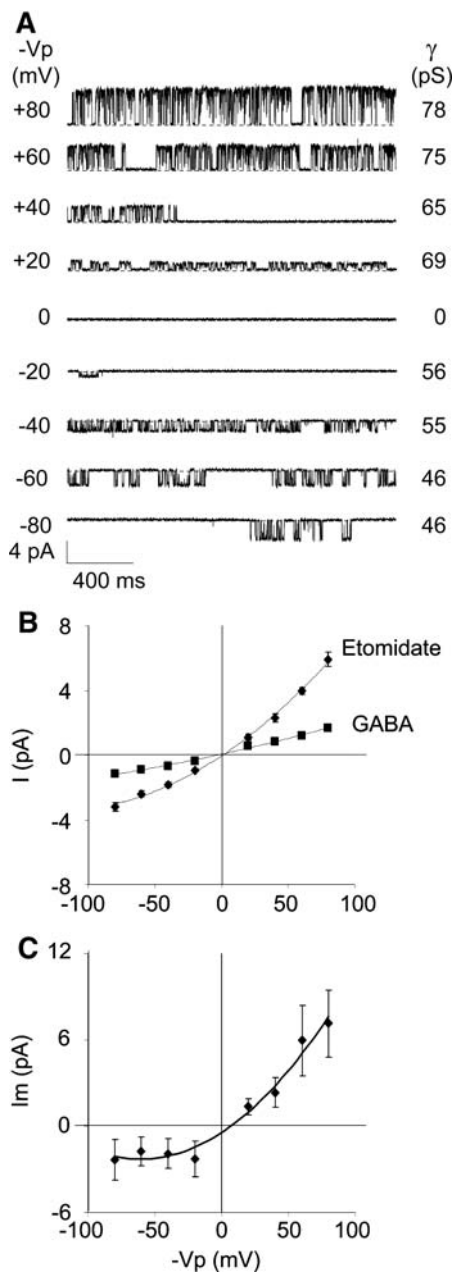 A
-Vp
(mV)
γ
(pS)
+80 78
+60 75
+40 65
+20 69
0 0
-20 56
-40 55
-60 46
-80 46
4 pA
400 ms
B
8
4
0
-4
-8
I (pA)
Etomidate
GABA
-100 -50 0 50 100
C
12
6
0
-6
Im (pA)
-100 -50 0 50 100
-Vp (mV)